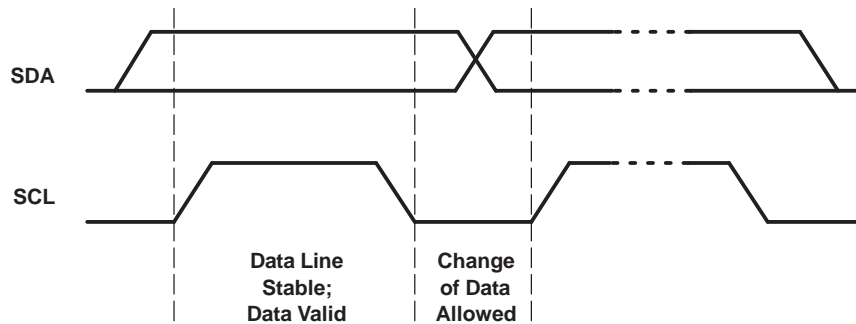 SDA
SCL
Data Line
Stable;
Data Valid
Change
of Data
Allowed